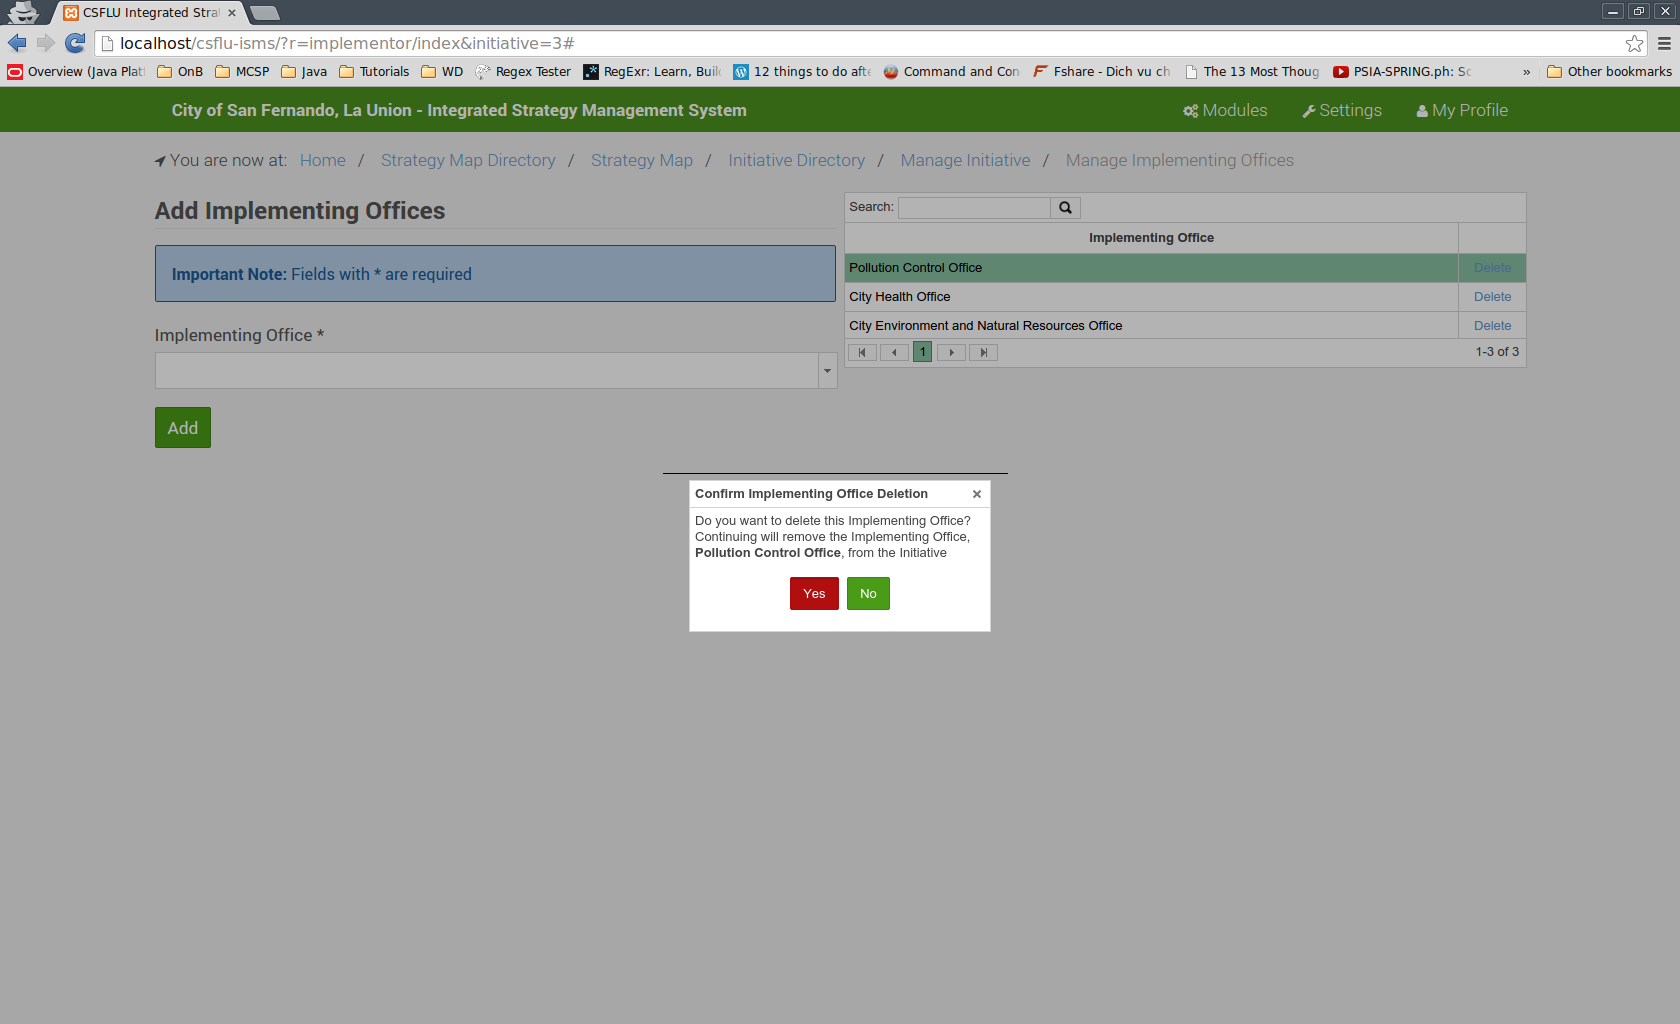 CSFLU Integrated Stra
localhost/csflu-isms/?r=implementor/index&initiative=3#
Overview (Java Plat
OnB
MCSP
Java
Tutorials
WD
Regex Tester
RegExr: Learn, Buil
12 things to do afte
Command and Con
Fshare - Dich vu ch
The 13 Most Thoug
PSIA-SPRING.ph: Sc
»
Other bookmarks
City of San Fernando, La Union - Integrated Strategy Management System
Modules
Settings
My Profile
You are now at: Home / Strategy Map Directory / Strategy Map / Initiative Directory / Manage Initiative / Manage Implementing Offices
Add Implementing Offices
Important Note: Fields with * are required
Implementing Office *
Add
Search:
Implementing Office
Pollution Control Office Delete
City Health Office Delete
City Environment and Natural Resources Office Delete
1
1-3 of 3
Confirm Implementing Office Deletion
Do you want to delete this Implementing Office?
Continuing will remove the Implementing Office,
Pollution Control Office, from the Initiative
Yes
No